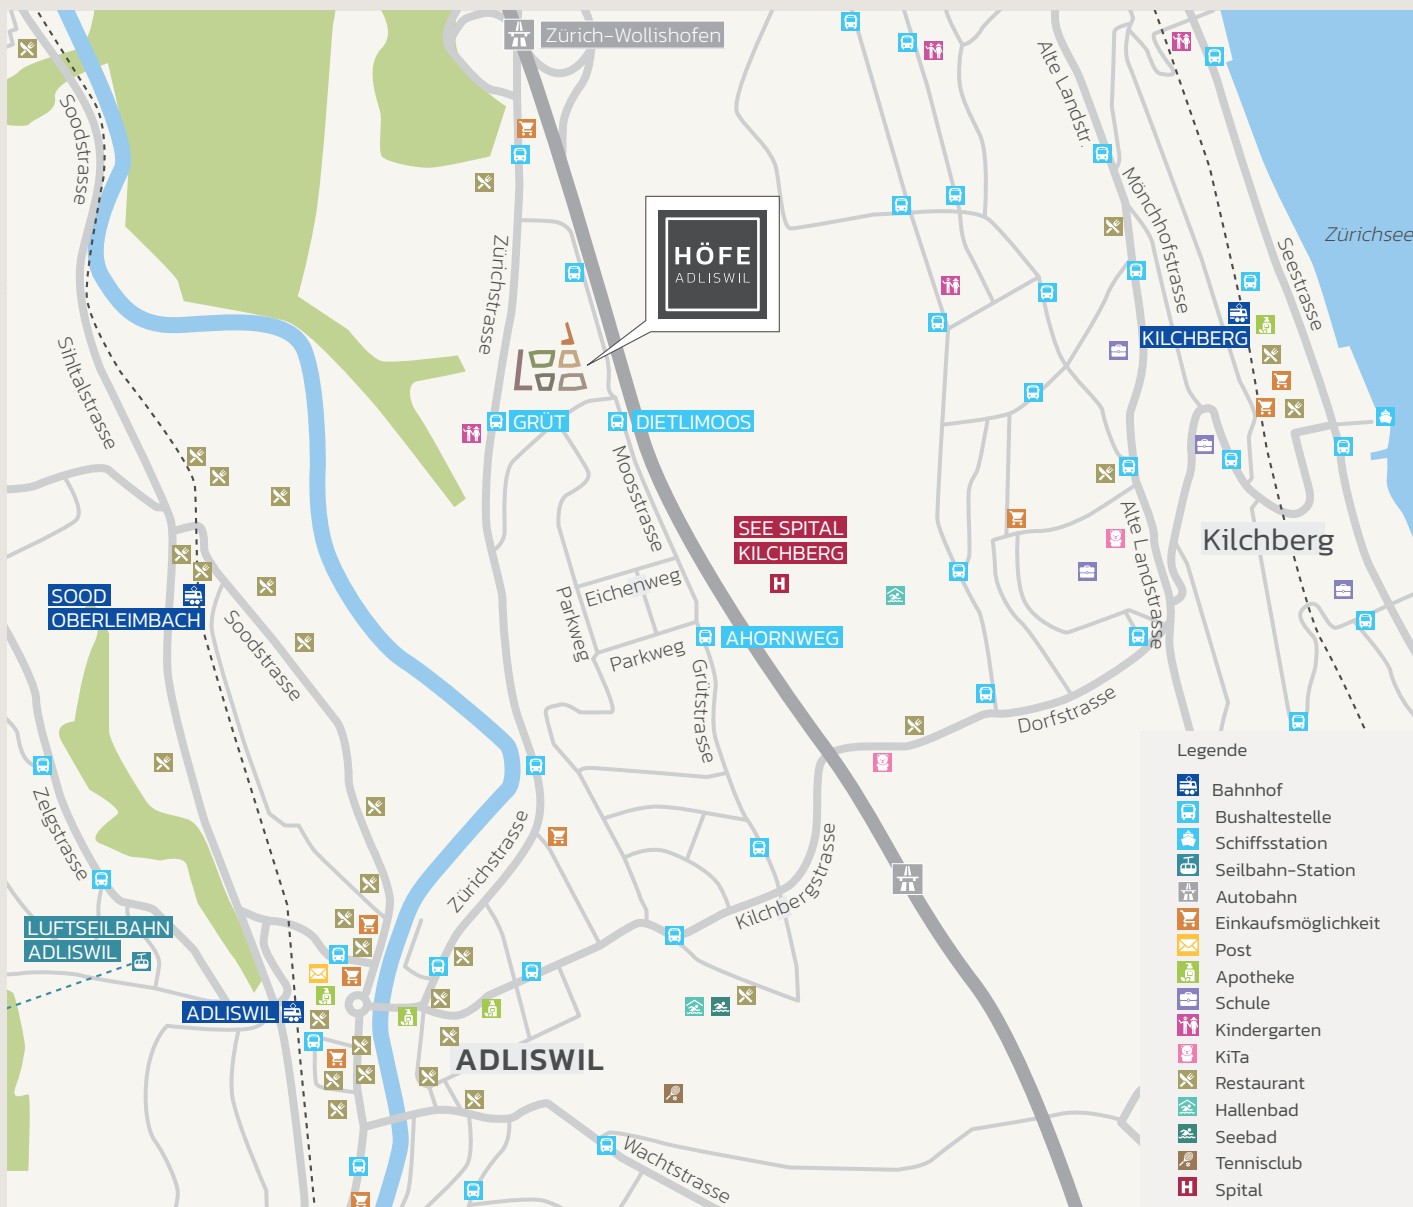 Zürich-Wollishofen
Soodstrasse
Alte Landstr.
Mönchhofstrasse
HÖFE
ADLISWIL
Zürichsee
Zürichstrasse
Seestrasse
KILCHBERG
Sihltalstrasse
GRÜT
DIETLIMOOS
Moosstrasse
SEE SPITAL
KILCHBERG
H
Alte Landstrasse
Kilchberg
SOOD
OBERLEIMBACH
Eichenweg
Parkweg
Parkweg
AHORNWEG
Soodstrasse
Grütstrasse
Dorfstrasse
Zelgstrasse
Zürichstrasse
Kilchbergstrasse
LUFTSEILBAHN
ADLISWIL
ADLISWIL
ADLISWIL
Wachtstrasse
Legende
Bahnhof
Bushaltestelle
Schiffsstation
Seilbahn-Station
Autobahn
Einkaufsmöglichkeit
Post
Apotheke
Schule
Kindergarten
KiTa
Restaurant
Hallenbad
Seebad
Tennisclub
H Spital